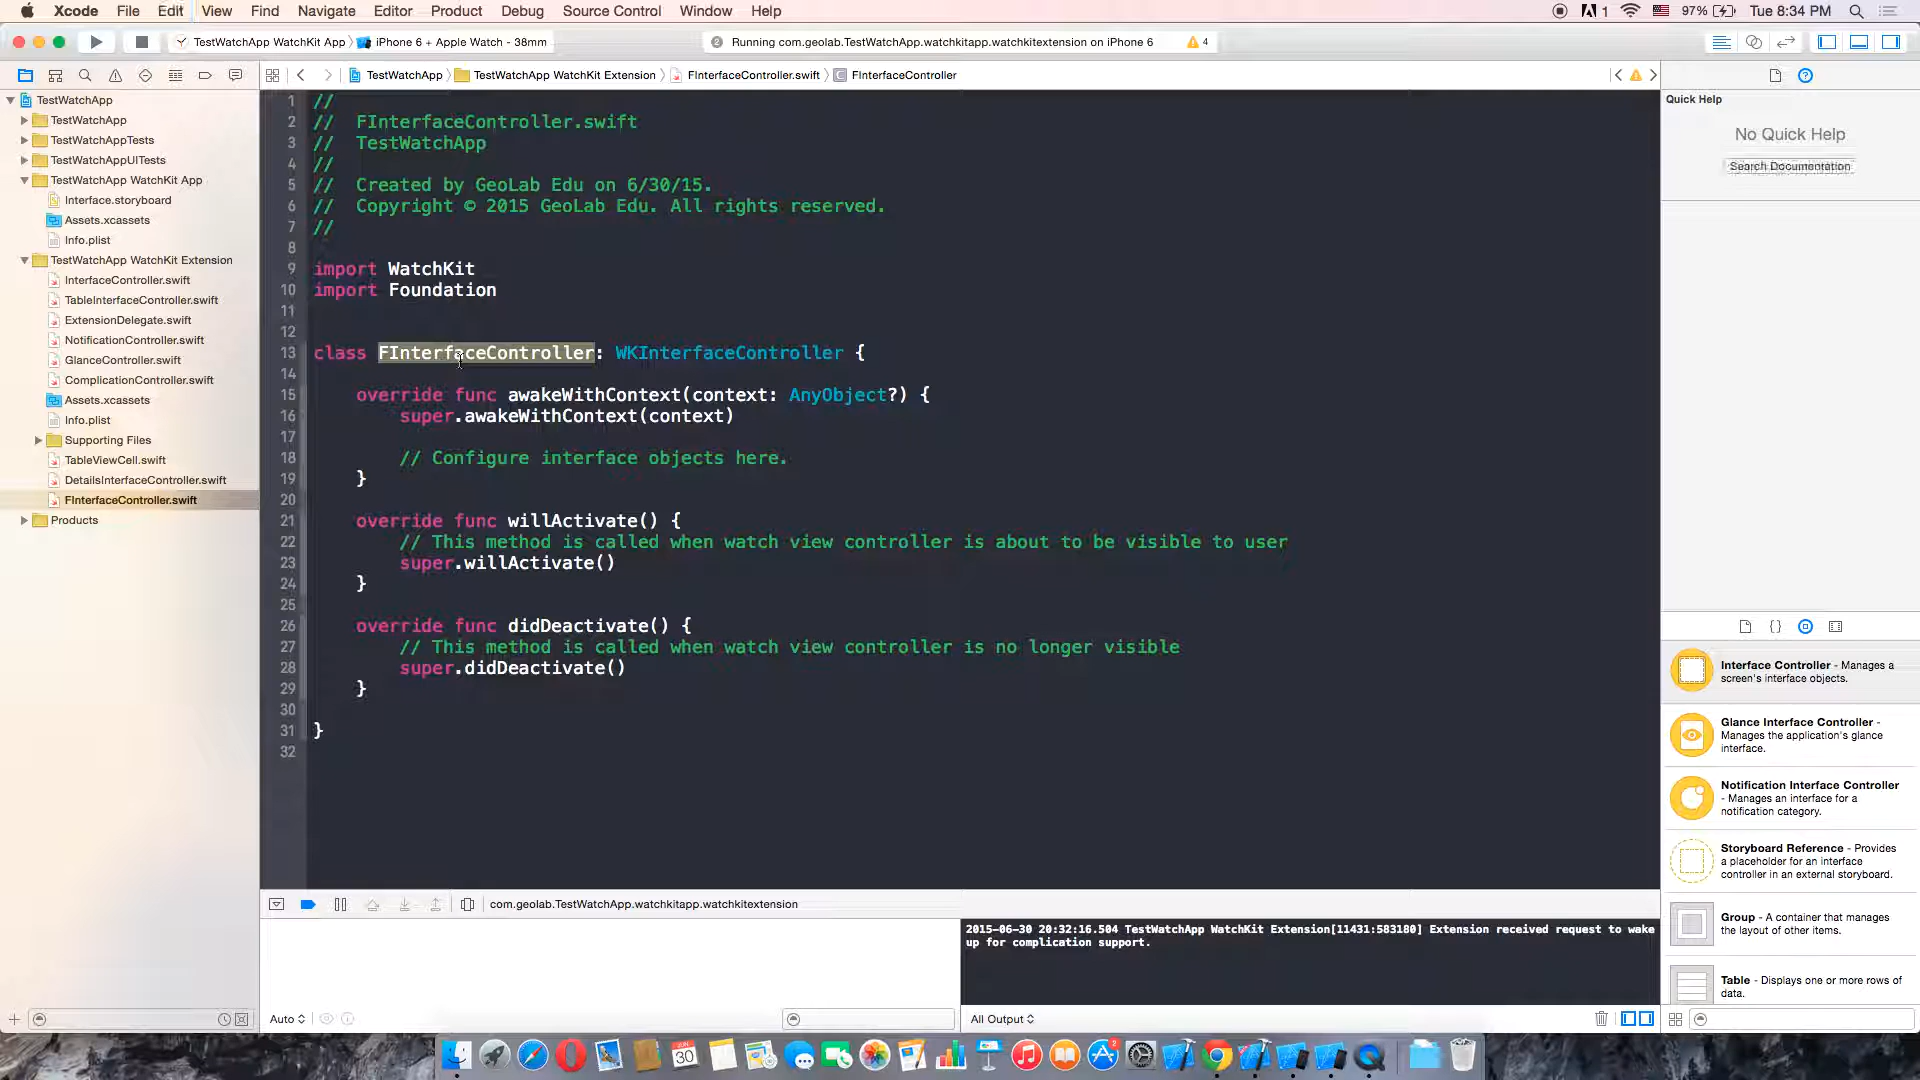 Xcode File Edit View Find Navigate Editor Product Debug Source Control Window Help
1 97% Tue 8:34 PM
TestWatchApp WatchKit App iPhone 6 + Apple Watch - 38mm
2 Running com.geolab.TestWatchApp.watchkitapp.watchkitextension on iPhone 6
4
TestWatchApp TestWatchApp WatchKit Extension FInterfaceController.swift C FInterfaceController
TestWatchApp
TestWatchApp
TestWatchAppTests
TestWatchAppUITests
TestWatchApp WatchKit App
Interface.storyboard
Assets.xcassets
Info.plist
TestWatchApp WatchKit Extension
InterfaceController.swift
TableInterfaceController.swift
ExtensionDelegate.swift
NotificationController.swift
GlanceController.swift
ComplicationController.swift
Assets.xcassets
Info.plist
Supporting Files
TableViewCell.swift
DetailsInterfaceController.swift
FInterfaceController.swift
Products
1 //
2 // FInterfaceController.swift
3 // TestWatchApp
4 //
5 // Created by GeoLab Edu on 6/30/15.
6 // Copyright © 2015 GeoLab Edu. All rights reserved.
7 //
8
9 import WatchKit
10 import Foundation
11
12
13 class FInterfaceController: WKInterfaceController {
14
15 override func awakeWithContext(context: AnyObject?) {
16 super.awakeWithContext(context)
17
18 // Configure interface objects here.
19 }
20
21 override func willActivate() {
22 // This method is called when watch view controller is about to be visible to user
23 super.willActivate()
24 }
25
26 override func didDeactivate() {
27 // This method is called when watch view controller is no longer visible
28 super.didDeactivate()
29 }
30
31 }
32
com.geolab.TestWatchApp.watchkitapp.watchkitextension
2015-06-30 20:32:16.504 TestWatchApp WatchKit Extension[11431:583180] Extension received request to wake
up for complication support.
Auto
All Output
Quick Help
No Quick Help
Search Documentation
{ }
Interface Controller - Manages a
screen's interface objects.
Glance Interface Controller -
Manages the application's glance
interface.
Notification Interface Controller
- Manages an interface for a
notification category.
Storyboard Reference - Provides
a placeholder for an interface
controller in an external storyboard.
Group - A container that manages
the layout of other items.
Table - Displays one or more rows of
data.
30
2